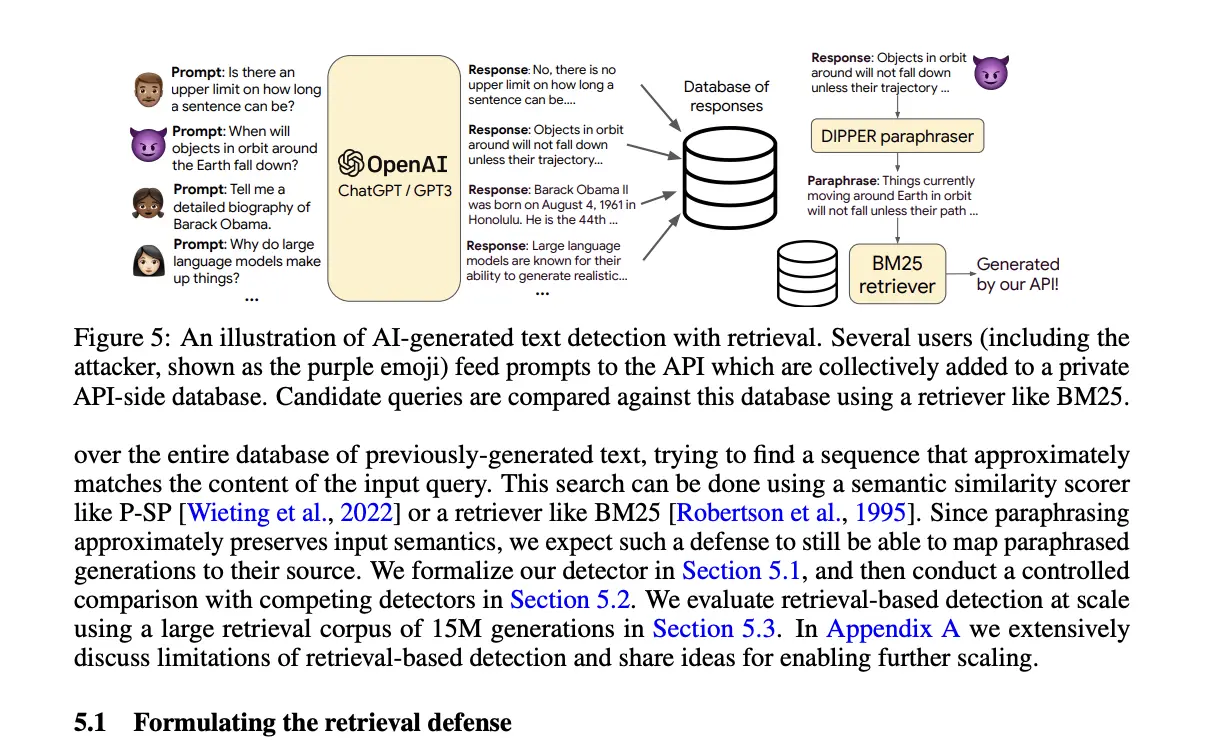 Prompt: Is there an
upper limit on how long
a sentence can be?
Prompt: When will
objects in orbit around
the Earth fall down?
Prompt: Tell me a
detailed biography of
Barack Obama.
Prompt: Why do large
language models make
up things?
...
OpenAI
ChatGPT / GPT3
Response: No, there is no
upper limit on how long a
sentence can be....
Response: Objects in orbit
around will not fall down
unless their trajectory...
Response: Barack Obama II
was born on August 4, 1961 in
Honolulu. He is the 44th ...
Response: Large language
models are known for their
ability to generate realistic...
...
Database of
responses
Response: Objects in orbit
around will not fall down
unless their trajectory ...
DIPPER paraphraser
Paraphrase: Things currently
moving around Earth in orbit
will not fall unless their path ...
BM25
retriever
Generated
by our API!
Figure 5: An illustration of AI-generated text detection with retrieval. Several users (including the
attacker, shown as the purple emoji) feed prompts to the API which are collectively added to a private
API-side database. Candidate queries are compared against this database using a retriever like BM25.
over the entire database of previously-generated text, trying to find a sequence that approximately
matches the content of the input query. This search can be done using a semantic similarity scorer
like P-SP [Wieting et al., 2022] or a retriever like BM25 [Robertson et al., 1995]. Since paraphrasing
approximately preserves input semantics, we expect such a defense to still be able to map paraphrased
generations to their source. We formalize our detector in Section 5.1, and then conduct a controlled
comparison with competing detectors in Section 5.2. We evaluate retrieval-based detection at scale
using a large retrieval corpus of 15M generations in Section 5.3. In Appendix A we extensively
discuss limitations of retrieval-based detection and share ideas for enabling further scaling.
5.1 Formulating the retrieval defense